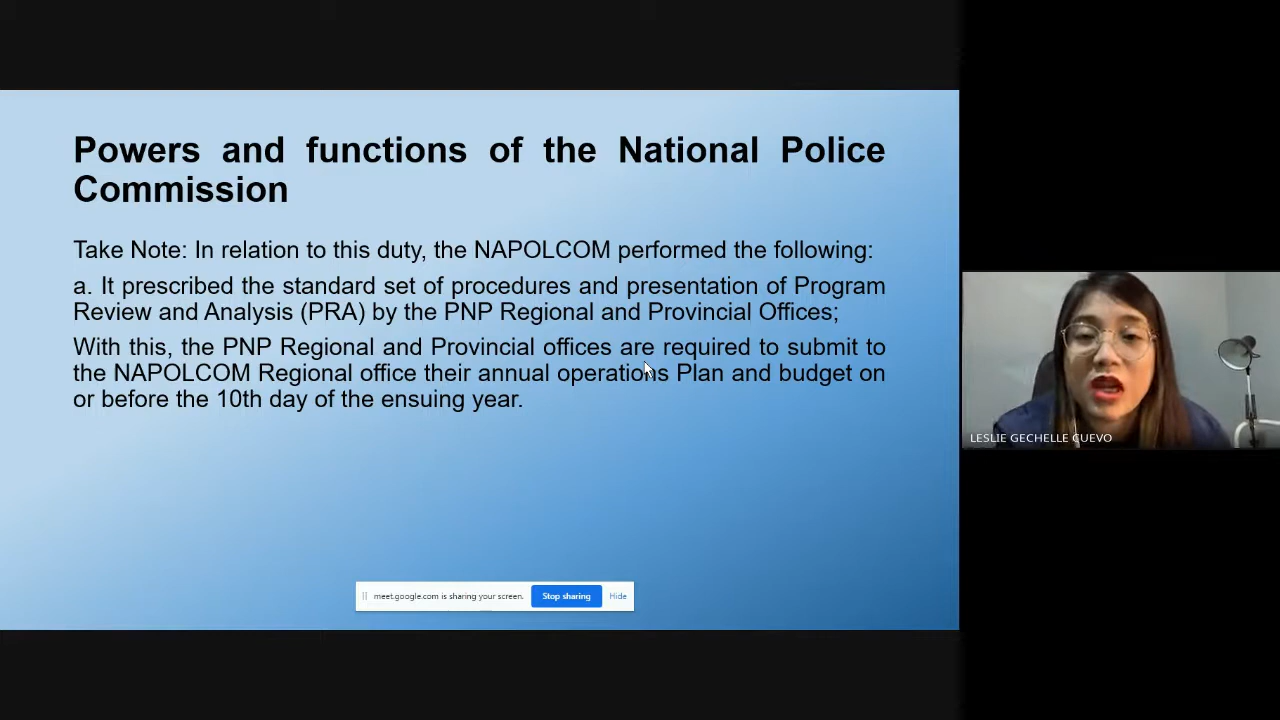 Powers and functions of the National Police
Commission
Take Note: In relation to this duty, the NAPOLCOM performed the following:
a. It prescribed the standard set of procedures and presentation of Program
Review and Analysis (PRA) by the PNP Regional and Provincial Offices;
With this, the PNP Regional and Provincial offices are required to submit to
the NAPOLCOM Regional office their annual operations Plan and budget on
or before the 10th day of the ensuing year.
LESLIE GECHELLE CUEVO
meet.google.com is sharing your screen. Stop sharing Hide